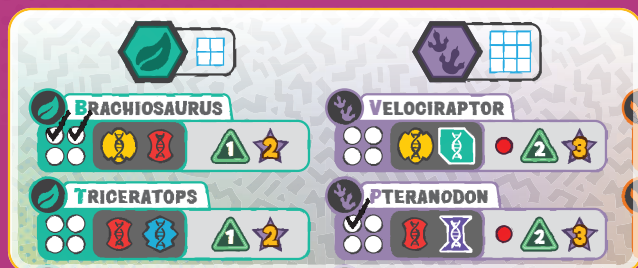 BRACHIOSAURUS
1 2
VELOCIRAPTOR
2 3
TRICERATOPS
1 2
PTERANODON
2 3